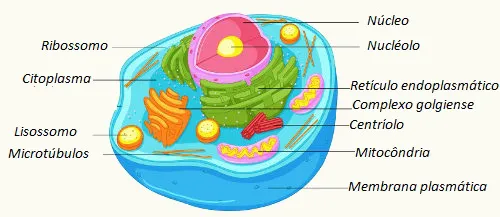 Núcleo
Ribossomo
Nucléolo
Citoplasma
Retículo endoplasmático
Complexo golgiense
Centríolo
Lisossomo
Microtúbulos
Mitocôndria
Membrana plasmática